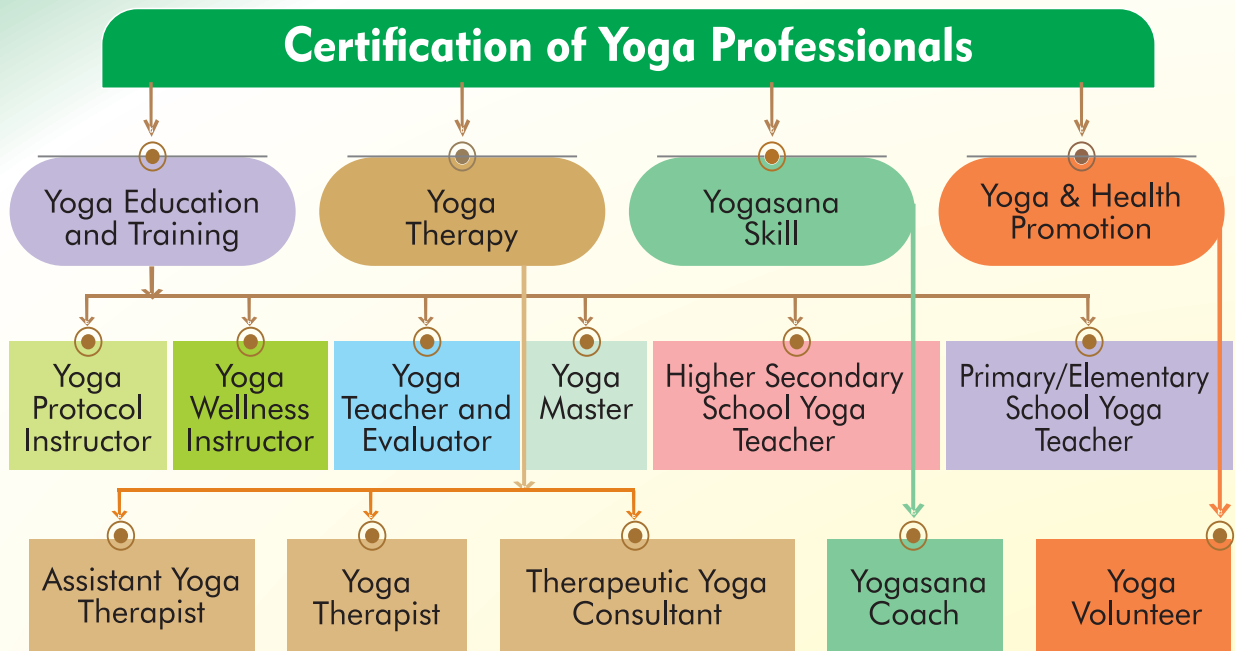 Certification of Yoga Professionals
Yoga Education
and Training
Yoga
Therapy
Yogasana
Skill
Yoga & Health
Promotion
Yoga
Protocol
Instructor
Yoga
Wellness
Instructor
Yoga
Teacher and
Evaluator
Yoga
Master
Higher Secondary
School Yoga
Teacher
Primary/Elementary
School Yoga
Teacher
Assistant Yoga
Therapist
Yoga
Therapist
Therapeutic Yoga
Consultant
Yogasana
Coach
Yoga
Volunteer